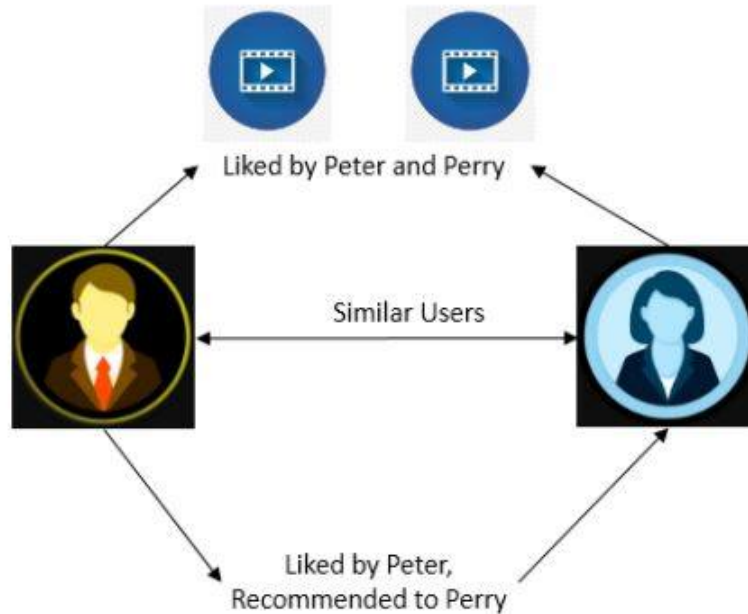 Liked by Peter and Perry
Similar Users
Liked by Peter,
Recommended to Perry